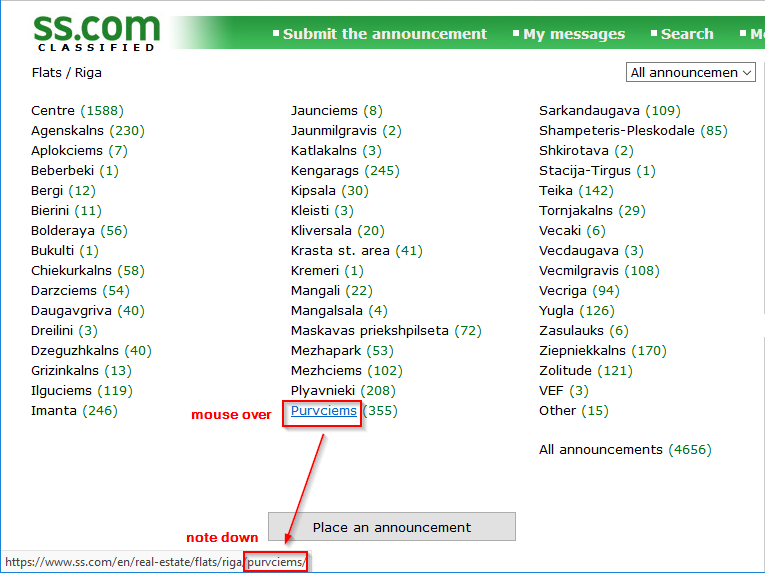 ss.com
CLASSIFIED
Submit the announcement
My messages
Search
M
Flats / Riga
All announcemen
Centre (1588)
Agenskalns (230)
Aplokciems (7)
Beberbeki (1)
Bergi (12)
Bierini (11)
Bolderaya (56)
Bukulti (1)
Chiekurkalns (58)
Darzciems (54)
Daugavgriva (40)
Dreilini (3)
Dzeguzhkalns (40)
Grizinkalns (13)
Ilguciems (119)
Imanta (246)
Jaunciems (8)
Jaunmilgravis (2)
Katlakalns (3)
Kengarags (245)
Kipsala (30)
Kleisti (3)
Kliversala (20)
Krasta st. area (41)
Kremeri (1)
Mangali (22)
Mangalsala (4)
Maskavas priekshpilseta (72)
Mezhapark (53)
Mezhciems (102)
Plyavnieki (208)
mouse over
Purvciems (355)
Sarkandaugava (109)
Shampeteris-Pleskodale (85)
Shkirotava (2)
Stacija-Tirgus (1)
Teika (142)
Tornjakalns (29)
Vecaki (6)
Vecdaugava (3)
Vecmilgravis (108)
Vecriga (94)
Yugla (126)
Zasulauks (6)
Ziepniekkalns (170)
Zolitude (121)
VEF (3)
Other (15)
All announcements (4656)
Place an announcement
note down
https://www.ss.com/en/real-estate/flats/riga/purvciems/